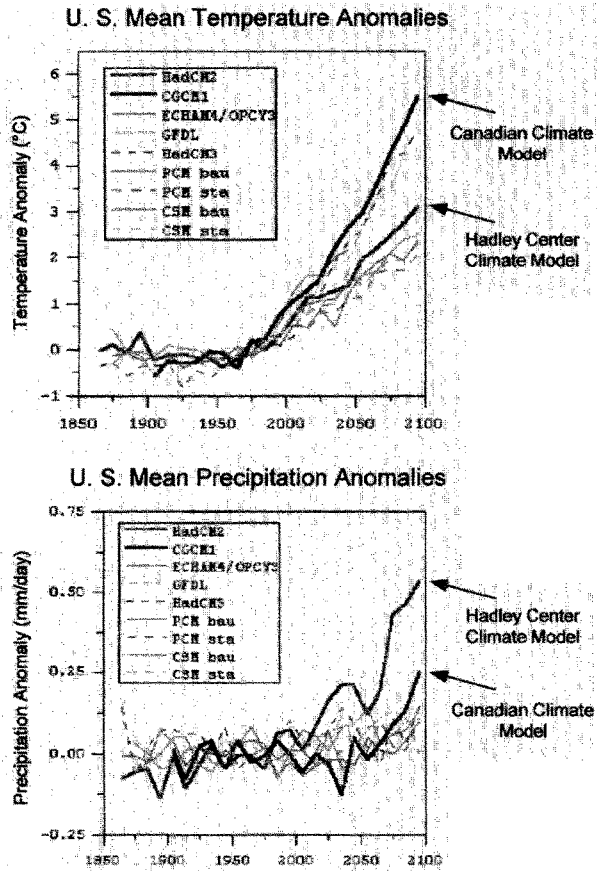 U. S. Mean Temperature Anomalies
Temperature Anomaly (°C)
6
5
4
3
2
1
0
-1
1850
1900
1950
2000
2050
2100
HadCM2
CGCM1
ECHAM4/OPCY3
GFDL
HadCM3
PCM bau
PCM sta
CSM bau
CSM sta
Canadian Climate
Model
Hadley Center
Climate Model
U. S. Mean Precipitation Anomalies
Precipitation Anomaly (mm/day)
0.75
0.50
0.25
0.00
-0.25
1850
1900
1950
2000
2050
2100
HadCM2
CGCM1
ECHAM4/OPCY3
GFDL
HadCM3
PCM bau
PCM sta
CSM bau
CSM sta
Hadley Center
Climate Model
Canadian Climate
Model